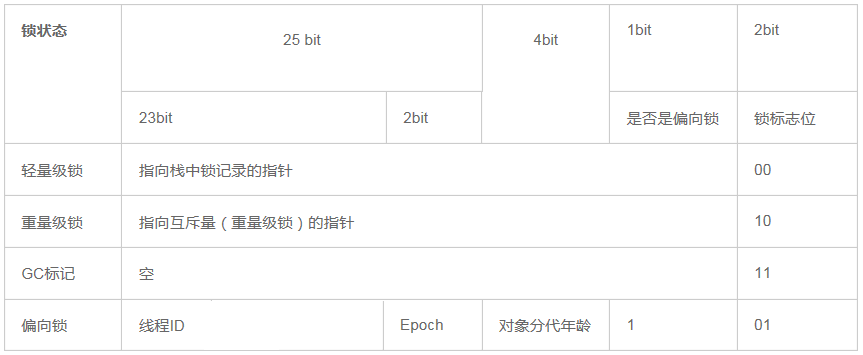 锁状态
25 bit
4bit
1bit
2bit
23bit
2bit
是否是偏向锁
锁标志位
轻量级锁
指向栈中锁记录的指针
00
重量级锁
指向互斥量（重量级锁）的指针
10
GC标记
空
11
偏向锁
线程ID
Epoch
对象分代年龄
1
01